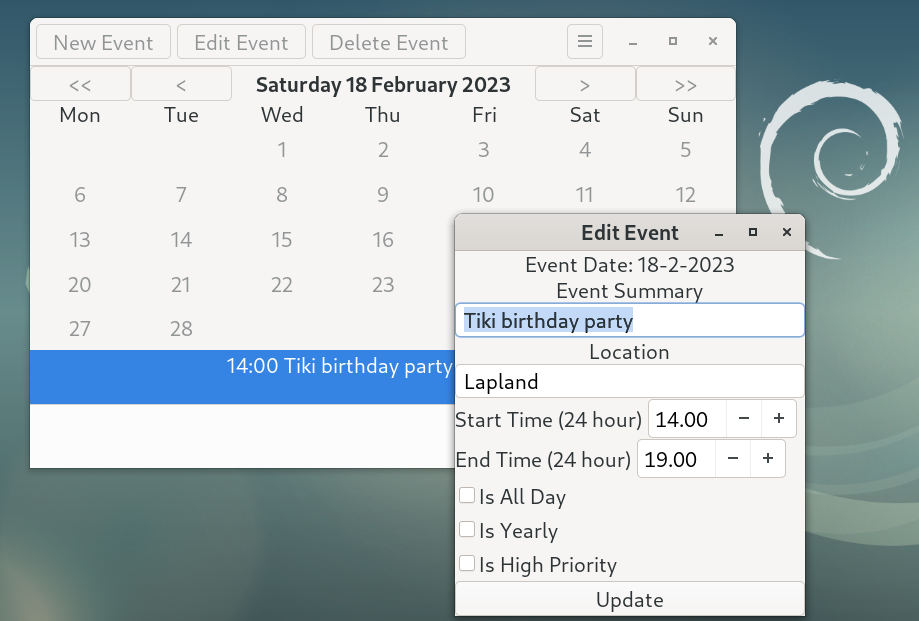 New Event Edit Event Delete Event
<< < Saturday 18 February 2023 > >>
Mon Tue Wed Thu Fri Sat Sun
1 2 3 4 5
6 7 8 9 10 11 12
13 14 15 16
20 21 22 23
27 28
14:00 Tiki birthday party
Edit Event
Event Date: 18-2-2023
Event Summary
Tiki birthday party
Location
Lapland
Start Time (24 hour) 14.00 − +
End Time (24 hour) 19.00 − +
Is All Day
Is Yearly
Is High Priority
Update